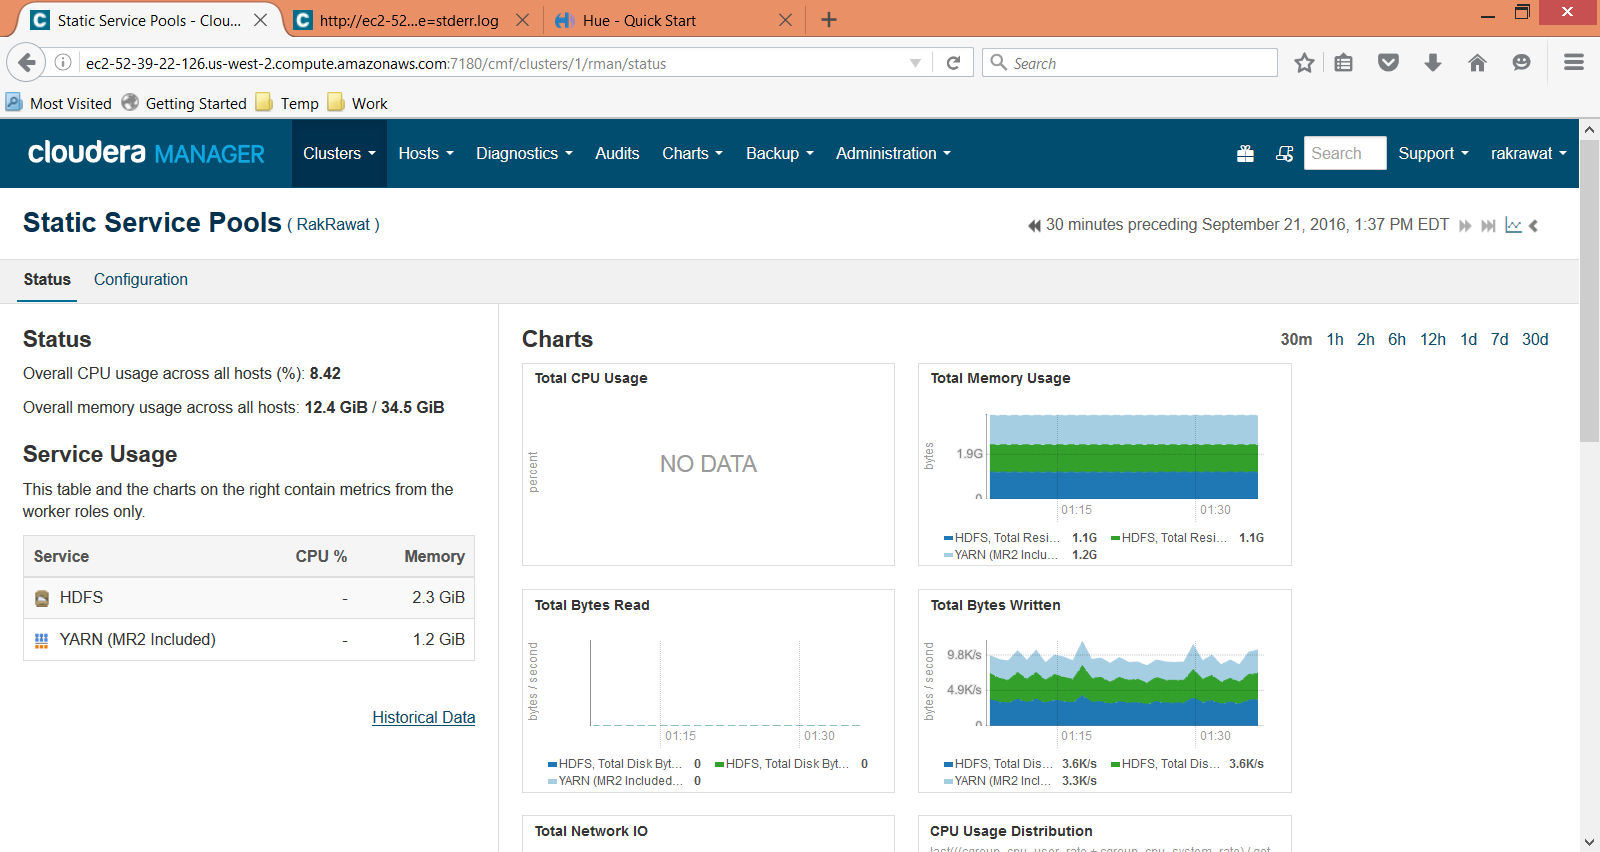 Static Service Pools - Clou...
http://ec2-52...e=stderr.log
Hue - Quick Start
ec2-52-39-22-126.us-west-2.compute.amazonaws.com:7180/cmf/clusters/1/rman/status
Search
Most Visited
Getting Started
Temp
Work
cloudera MANAGER
Clusters
Hosts
Diagnostics
Audits
Charts
Backup
Administration
Search
Support
rakrawat
Static Service Pools ( RakRawat )
30 minutes preceding September 21, 2016, 1:37 PM EDT
Status
Configuration
Status
Overall CPU usage across all hosts (%): 8.42
Overall memory usage across all hosts: 12.4 GiB / 34.5 GiB
Service Usage
This table and the charts on the right contain metrics from the
worker roles only.
Service CPU % Memory
HDFS - 2.3 GiB
YARN (MR2 Included) - 1.2 GiB
Historical Data
Charts
30m 1h 2h 6h 12h 1d 7d 30d
Total CPU Usage
percent
NO DATA
Total Memory Usage
bytes
1.9G
0
01:15 01:30
HDFS, Total Resi... 1.1G HDFS, Total Resi... 1.1G
YARN (MR2 Inclu... 1.2G
Total Bytes Read
bytes / second
01:15 01:30
HDFS, Total Disk Byt... 0 HDFS, Total Disk Byt... 0
YARN (MR2 Included... 0
Total Bytes Written
bytes / second
9.8K/s
4.9K/s
0
01:15 01:30
HDFS, Total Dis... 3.6K/s HDFS, Total Dis... 3.6K/s
YARN (MR2 Incl... 3.3K/s
Total Network IO
CPU Usage Distribution